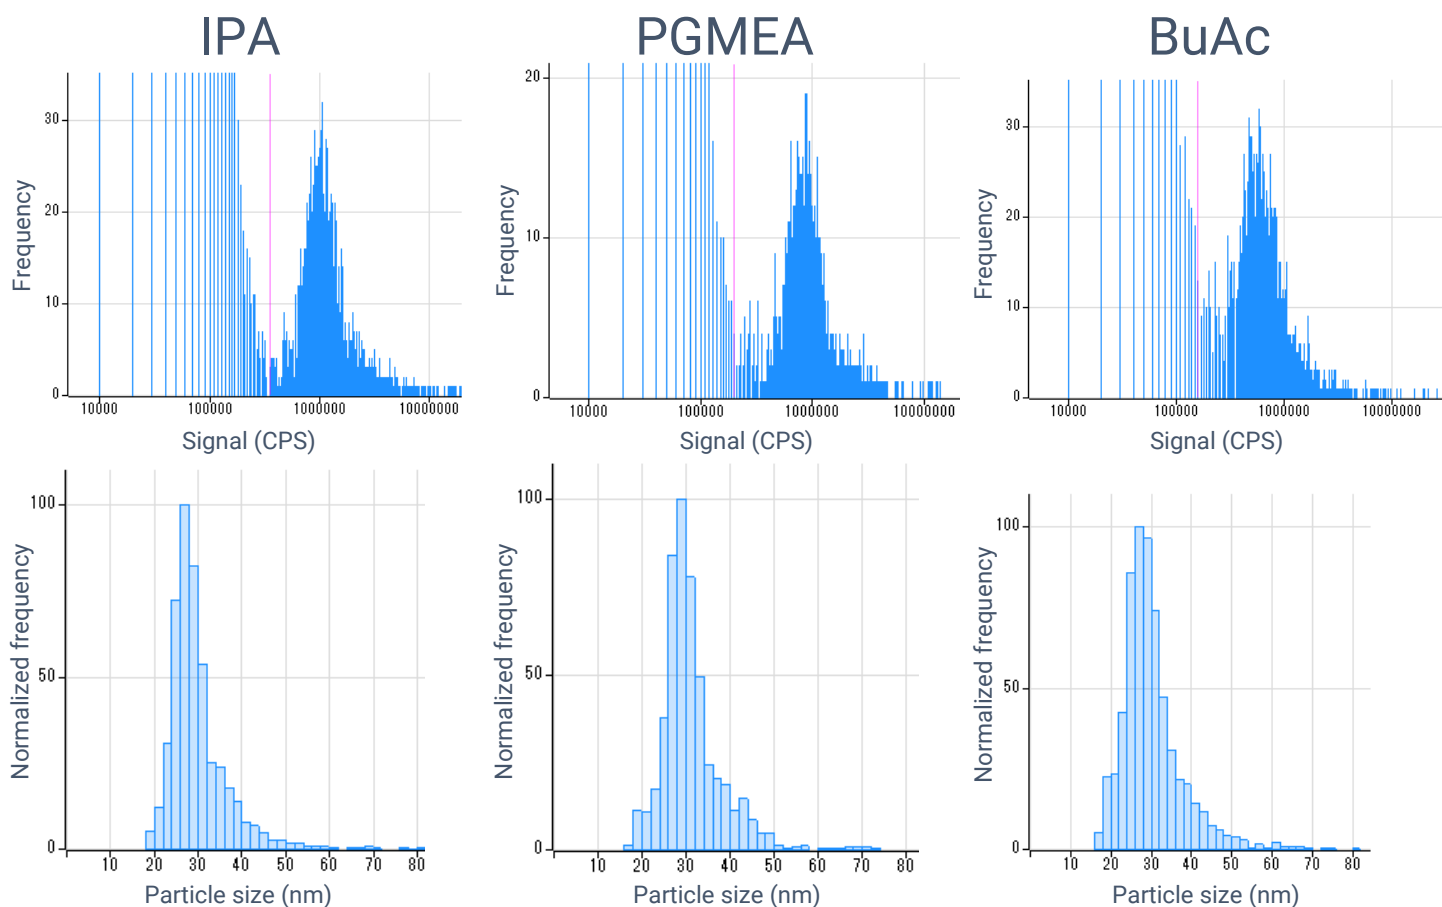 IPA
PGMEA
BuAc
Frequency
30
20
10
0
10000 100000 1000000 10000000
Signal (CPS)
Frequency
20
10
0
10000 100000 1000000 10000000
Signal (CPS)
Frequency
30
20
10
0
10000 100000 1000000 10000000
Signal (CPS)
Normalized frequency
100
50
0
10 20 30 40 50 60 70 80
Particle size (nm)
Normalized frequency
100
50
0
10 20 30 40 50 60 70 80
Particle size (nm)
Normalized frequency
100
50
0
10 20 30 40 50 60 70 80
Particle size (nm)